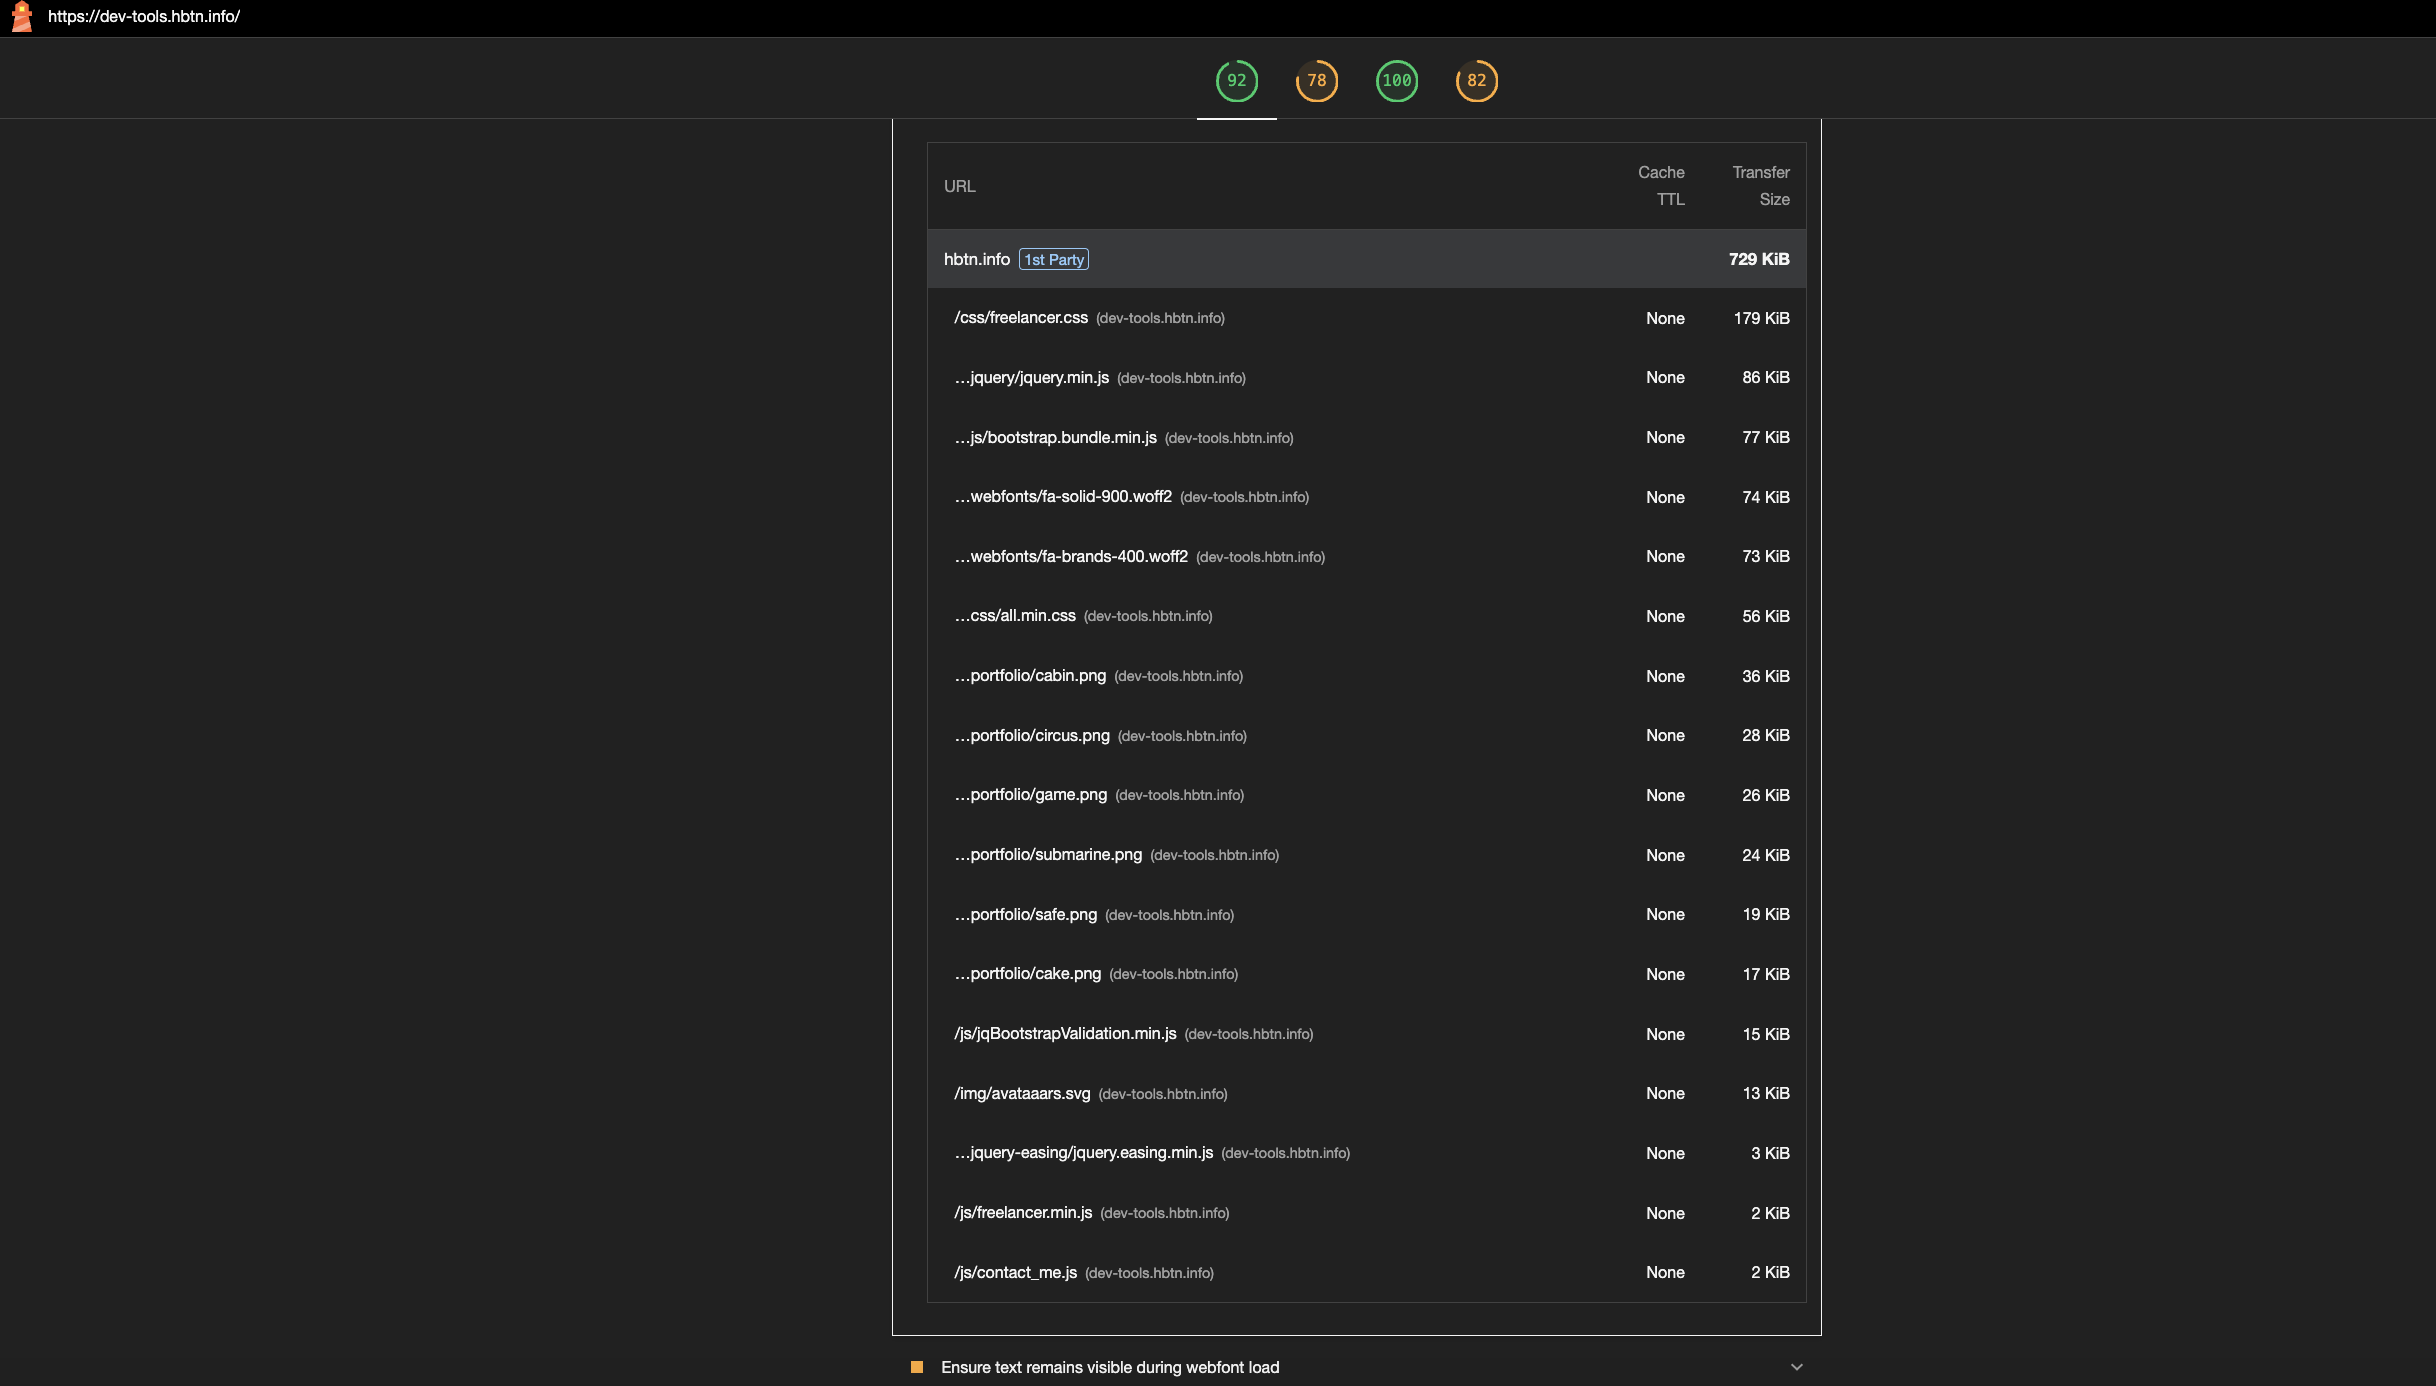 https://dev-tools.hbtn.info/
92 78 100 82
URL Cache TTL Transfer Size
hbtn.info 1st Party 729 KiB
/css/freelancer.css (dev-tools.hbtn.info) None 179 KiB
…jquery/jquery.min.js (dev-tools.hbtn.info) None 86 KiB
…js/bootstrap.bundle.min.js (dev-tools.hbtn.info) None 77 KiB
…webfonts/fa-solid-900.woff2 (dev-tools.hbtn.info) None 74 KiB
…webfonts/fa-brands-400.woff2 (dev-tools.hbtn.info) None 73 KiB
…css/all.min.css (dev-tools.hbtn.info) None 56 KiB
…portfolio/cabin.png (dev-tools.hbtn.info) None 36 KiB
…portfolio/circus.png (dev-tools.hbtn.info) None 28 KiB
…portfolio/game.png (dev-tools.hbtn.info) None 26 KiB
…portfolio/submarine.png (dev-tools.hbtn.info) None 24 KiB
…portfolio/safe.png (dev-tools.hbtn.info) None 19 KiB
…portfolio/cake.png (dev-tools.hbtn.info) None 17 KiB
/js/jqBootstrapValidation.min.js (dev-tools.hbtn.info) None 15 KiB
/img/avataaars.svg (dev-tools.hbtn.info) None 13 KiB
…jquery-easing/jquery.easing.min.js (dev-tools.hbtn.info) None 3 KiB
/js/freelancer.min.js (dev-tools.hbtn.info) None 2 KiB
/js/contact_me.js (dev-tools.hbtn.info) None 2 KiB
Ensure text remains visible during webfont load